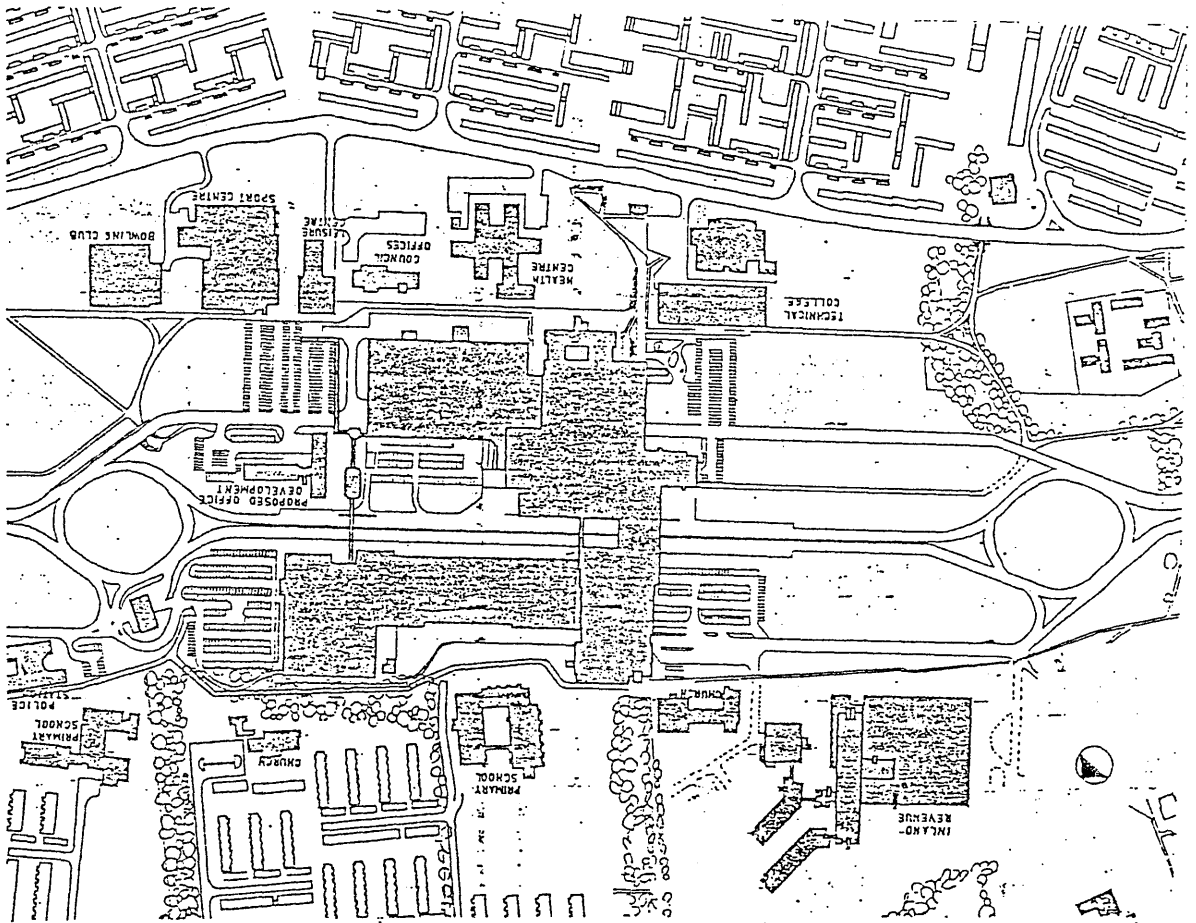 INLAND-
REVENUE
PRIMARY
SCHOOL
CHURCH
PRIMARY
SCHOOL
POLICE
STATION
CHURCH
PROPOSED OFFICE
DEVELOPMENT
TECHNICAL
COLLEGE
HEALTH
CENTRE
COUNCIL
OFFICES
LEISURE
CENTRE
SPORT CENTRE
BOWLING CLUB